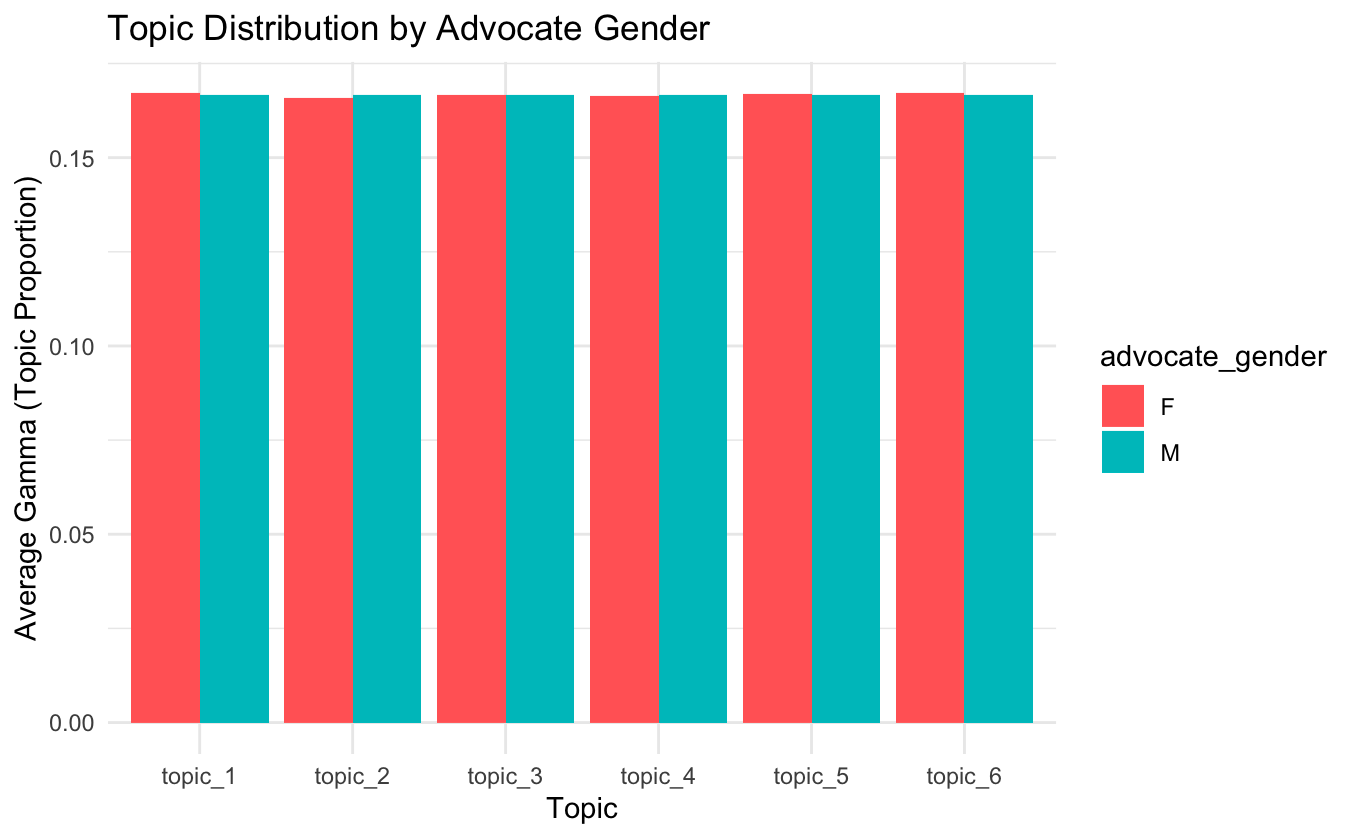 Topic Distribution by Advocate Gender
Average Gamma (Topic Proportion)
0.15
0.10
0.05
0.00
topic_1 topic_2 topic_3 topic_4 topic_5 topic_6
Topic
advocate_gender
F
M